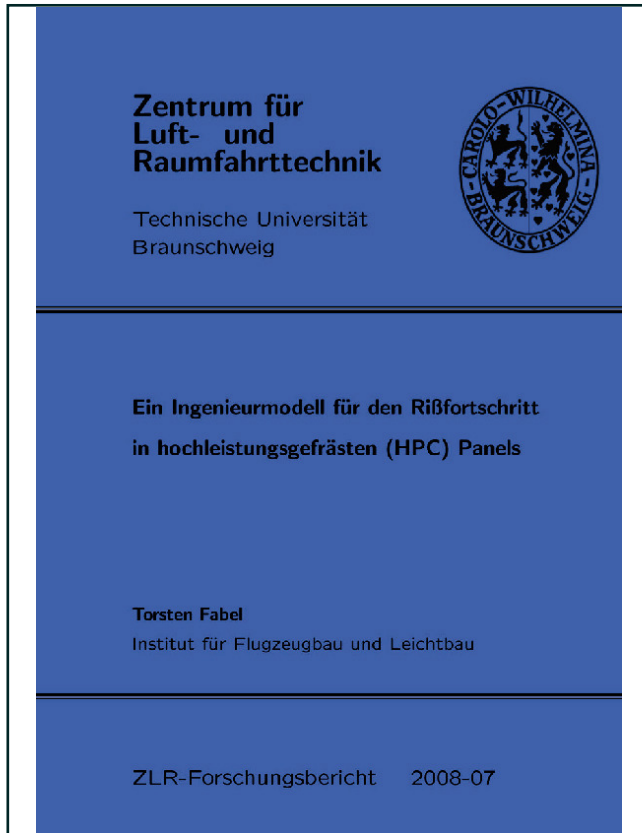 Zentrum für
Luft- und
Raumfahrttechnik
CAROLO-WILHELMINA
BRAUNSCHWEIG
Technische Universität
Braunschweig
Ein Ingenieurmodell für den Rißfortschritt
in hochleistungsgefrästen (HPC) Panels
Torsten Fabel
Institut für Flugzeugbau und Leichtbau
ZLR-Forschungsbericht 2008-07